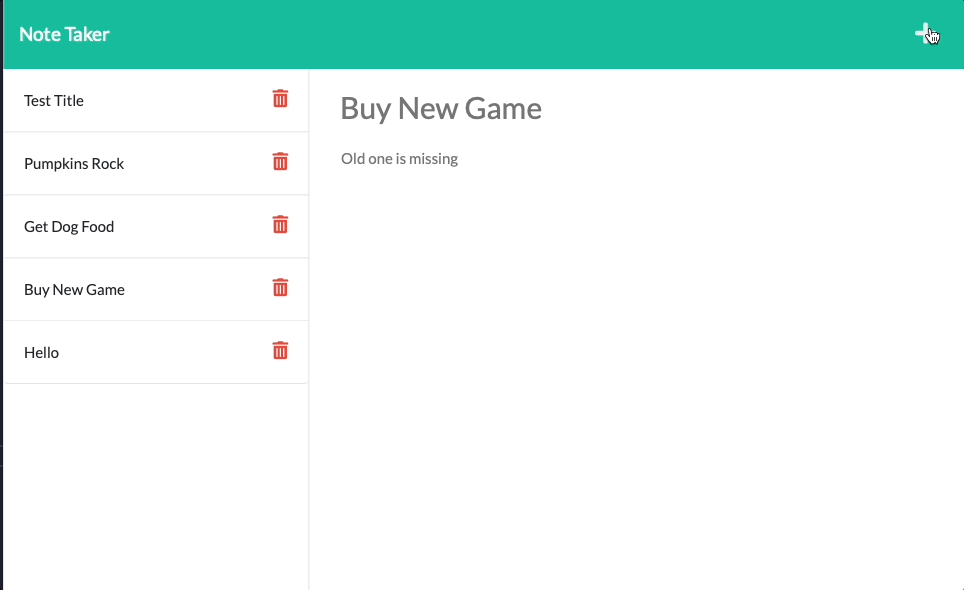 Note Taker
Test Title
Pumpkins Rock
Get Dog Food
Buy New Game
Hello
Buy New Game
Old one is missing